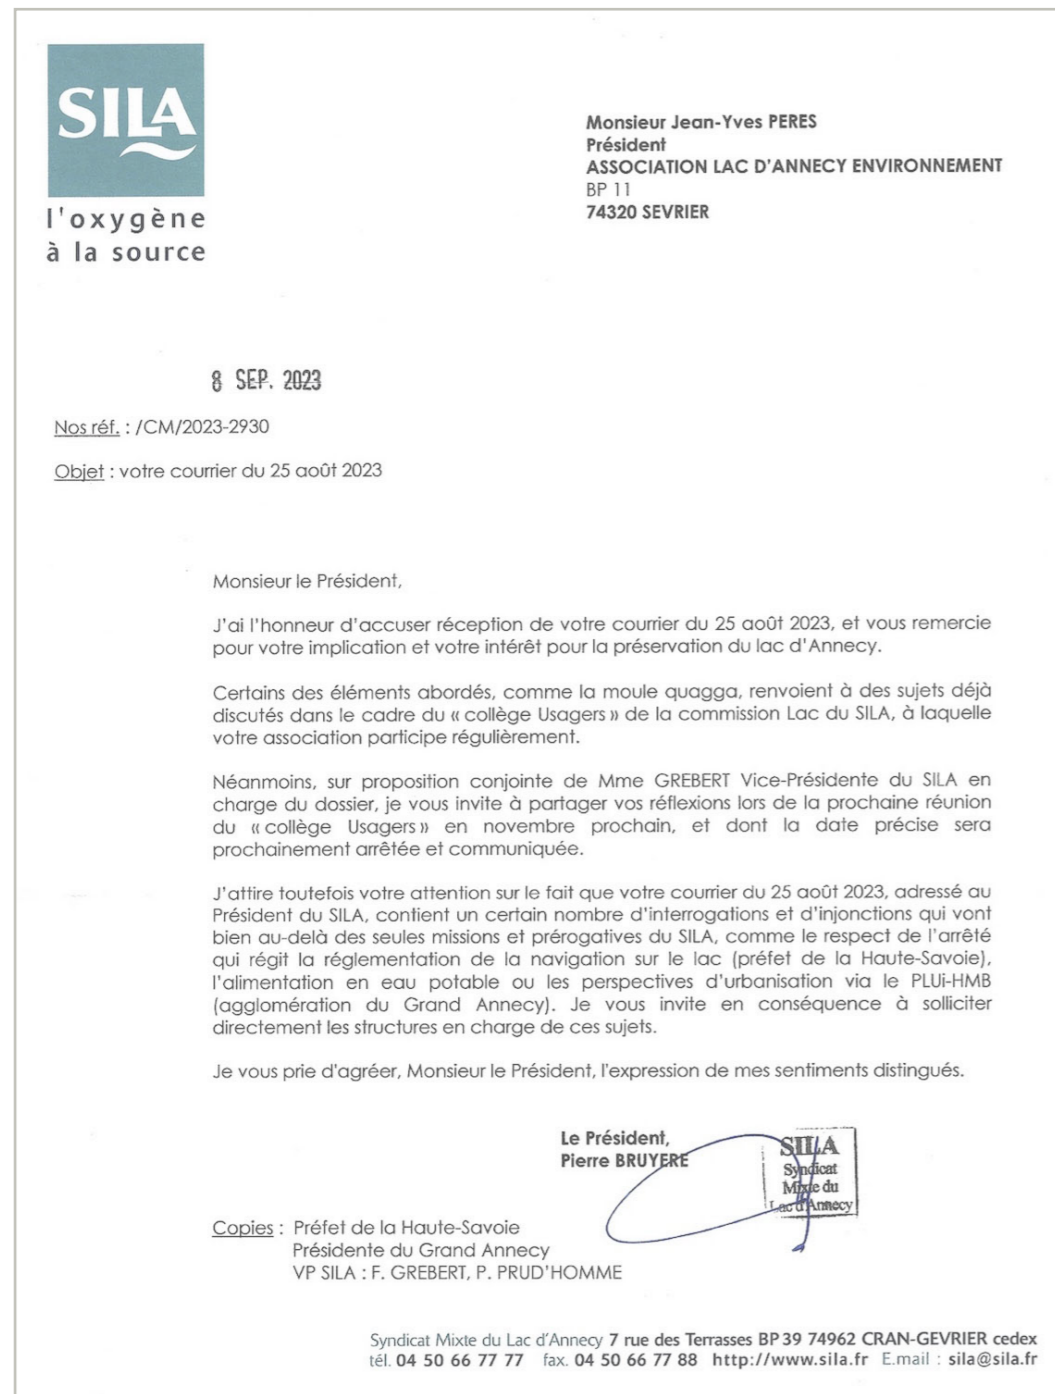 SILA
l'oxygène
à la source
Monsieur Jean-Yves PERES
Président
ASSOCIATION LAC D'ANNECY ENVIRONNEMENT
BP 11
74320 SEVRIER
8 SEP. 2023
Nos réf. : /CM/2023-2930
Objet : votre courrier du 25 août 2023
Monsieur le Président,
J'ai l'honneur d'accuser réception de votre courrier du 25 août 2023, et vous remercie
pour votre implication et votre intérêt pour la préservation du lac d'Annecy.
Certains des éléments abordés, comme la moule quagga, renvoient à des sujets déjà
discutés dans le cadre du « collège Usagers » de la commission Lac du SILA, à laquelle
votre association participe régulièrement.
Néanmoins, sur proposition conjointe de Mme GREBERT Vice-Présidente du SILA en
charge du dossier, je vous invite à partager vos réflexions lors de la prochaine réunion
du « collège Usagers » en novembre prochain, et dont la date précise sera
prochainement arrêtée et communiquée.
J'attire toutefois votre attention sur le fait que votre courrier du 25 août 2023, adressé au
Président du SILA, contient un certain nombre d'interrogations et d'injonctions qui vont
bien au-delà des seules missions et prérogatives du SILA, comme le respect de l'arrêté
qui régit la réglementation de la navigation sur le lac (préfet de la Haute-Savoie),
l'alimentation en eau potable ou les perspectives d'urbanisation via le PLUi-HMB
(agglomération du Grand Annecy). Je vous invite en conséquence à solliciter
directement les structures en charge de ces sujets.
Je vous prie d'agréer, Monsieur le Président, l'expression de mes sentiments distingués.
Le Président,
Pierre BRUYERE
SILA
Syndicat
Mixte du
Lac d'Annecy
Copies : Préfet de la Haute-Savoie
Présidente du Grand Annecy
VP SILA : F. GREBERT, P. PRUD'HOMME
Syndicat Mixte du Lac d'Annecy 7 rue des Terrasses BP 39 74962 CRAN-GEVRIER cedex
tél. 04 50 66 77 77 fax. 04 50 66 77 88 http://www.sila.fr E.mail : sila@sila.fr